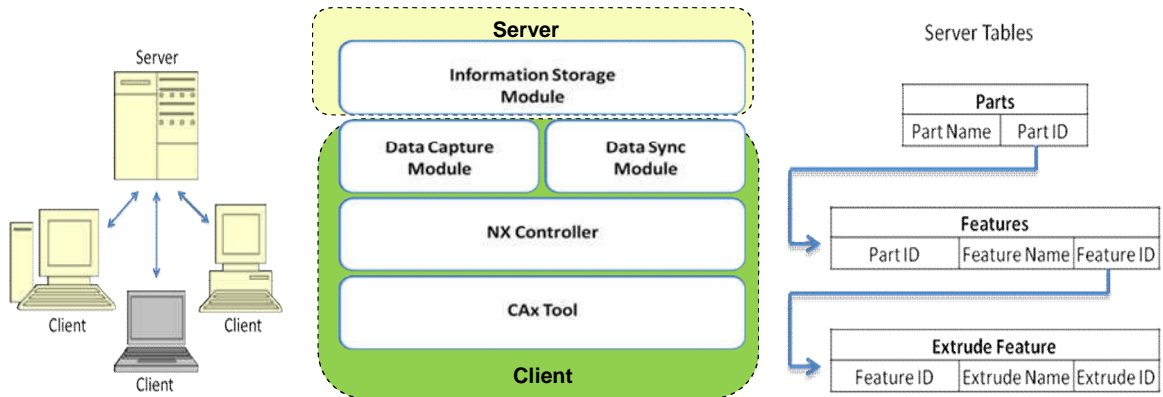 Server
Client
Client
Client
Server
Information Storage
Module
Data Capture
Module
Data Sync
Module
NX Controller
CAx Tool
Client
Server Tables
Parts
Part Name Part ID
Features
Part ID Feature Name Feature ID
Extrude Feature
Feature ID Extrude Name Extrude ID